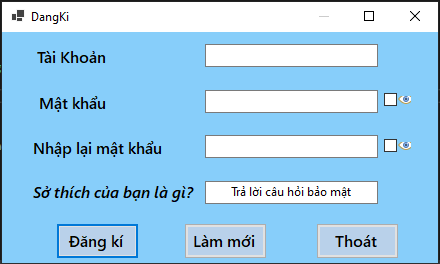 DangKi
Tài Khoản
Mật khẩu
Nhập lại mật khẩu
Sở thích của bạn là gì?
Trả lời câu hỏi bảo mật
Đăng kí
Làm mới
Thoát